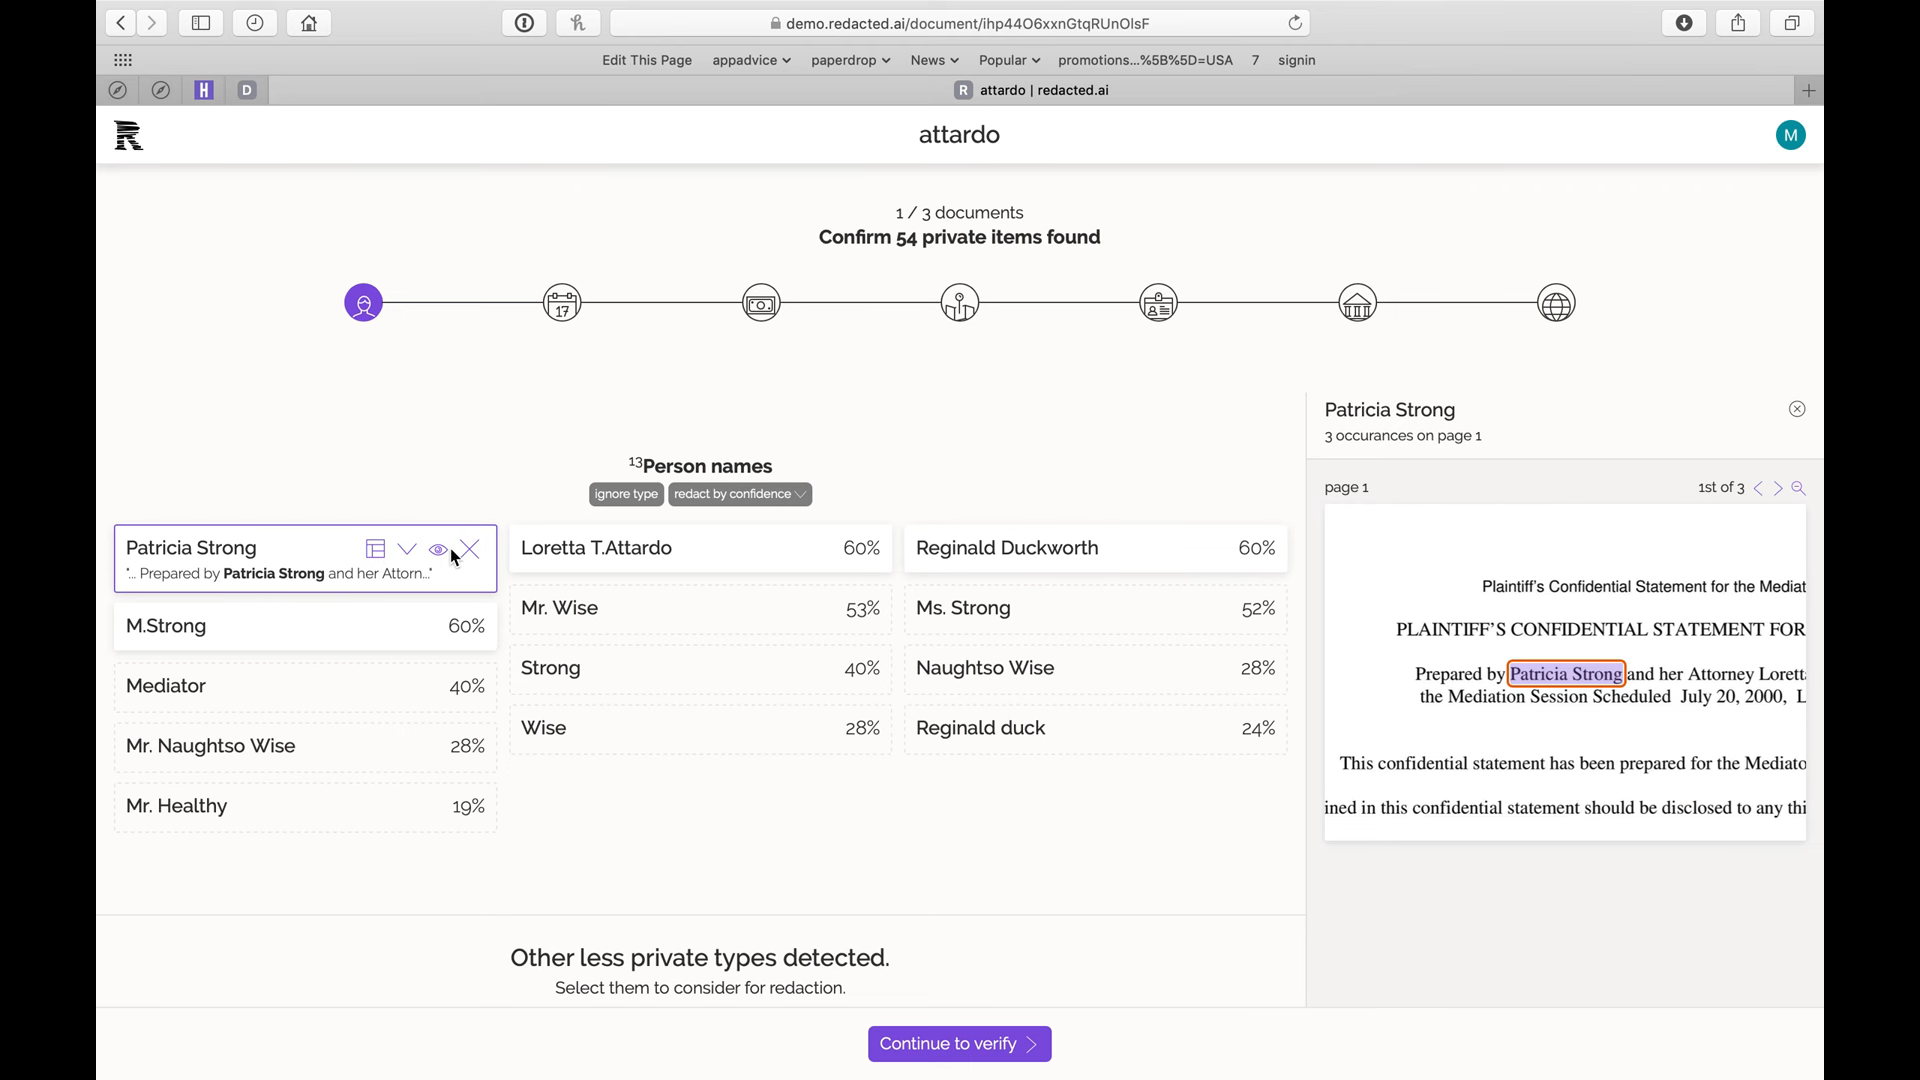 demo.redacted.ai/document/ihp44O6xxnGtqRUnOlsF
Edit This Page
appadvice
paperdrop
News
Popular
promotions...%5B%5D=USA
7
signin
H
D
R
attardo | redacted.ai
R
attardo
M
1 / 3 documents
Confirm 54 private items found
17
13Person names
ignore type
redact by confidence
Patricia Strong
"... Prepared by Patricia Strong and her Attorn..."
Loretta T.Attardo 60%
Reginald Duckworth 60%
M.Strong 60%
Mr. Wise 53%
Ms. Strong 52%
Mediator 40%
Strong 40%
Naughtso Wise 28%
Mr. Naughtso Wise 28%
Wise 28%
Reginald duck 24%
Mr. Healthy 19%
Other less private types detected.
Select them to consider for redaction.
Continue to verify
Patricia Strong
3 occurances on page 1
page 1
1st of 3
Plaintiff's Confidential Statement for the Mediat
PLAINTIFF'S CONFIDENTIAL STATEMENT FOR
Prepared by Patricia Strong and her Attorney Lorett
the Mediation Session Scheduled July 20, 2000, L
This confidential statement has been prepared for the Mediato
ined in this confidential statement should be disclosed to any thi